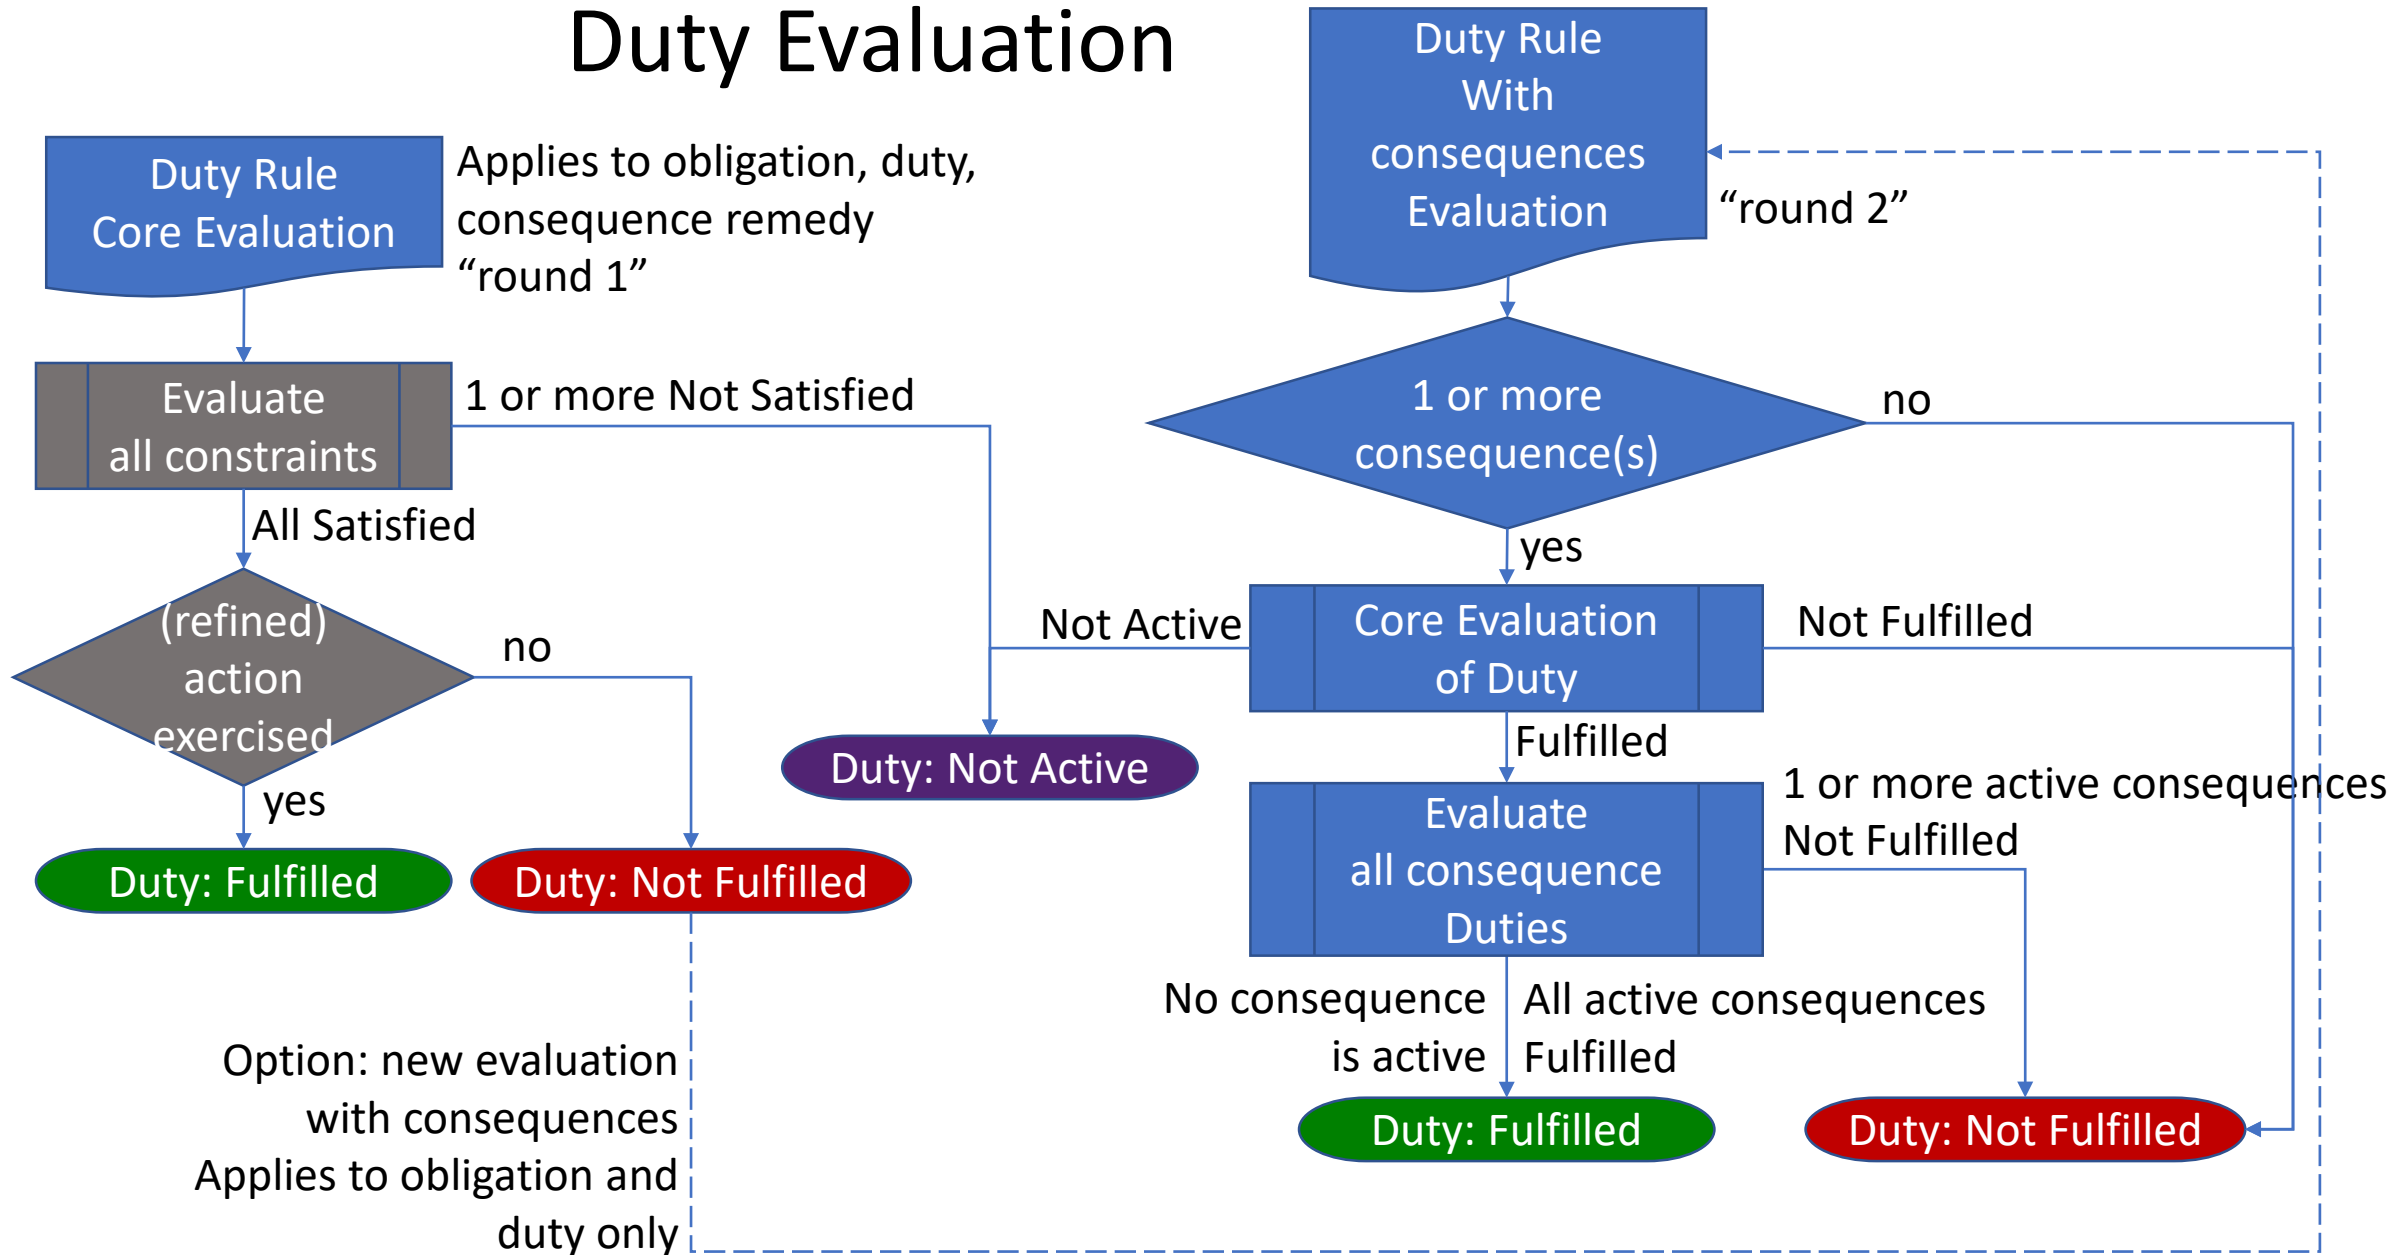 Duty Evaluation
Duty Rule
Core Evaluation
Applies to obligation, duty,
consequence remedy
“round 1”
Evaluate
all constraints
1 or more Not Satisfied
All Satisfied
(refined)
action
exercised
no
yes
Duty: Fulfilled
Duty: Not Fulfilled
Duty: Not Active
Option: new evaluation
with consequences
Applies to obligation and
duty only
Duty Rule
With
consequences
Evaluation
“round 2”
1 or more
consequence(s)
no
yes
Not Active
Core Evaluation
of Duty
Not Fulfilled
Fulfilled
Evaluate
all consequence
Duties
1 or more active consequences
Not Fulfilled
No consequence
is active
All active consequences
Fulfilled
Duty: Fulfilled
Duty: Not Fulfilled